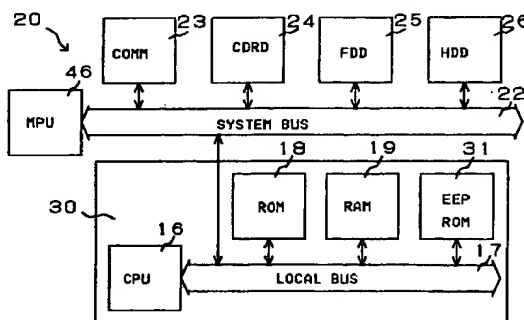 20
23
24
25
26
COMM
CDRD
FDD
HDD
46
MPU
22
SYSTEM BUS
18
19
31
30
16
ROM
RAM
EEP
ROM
17
CPU
LOCAL BUS